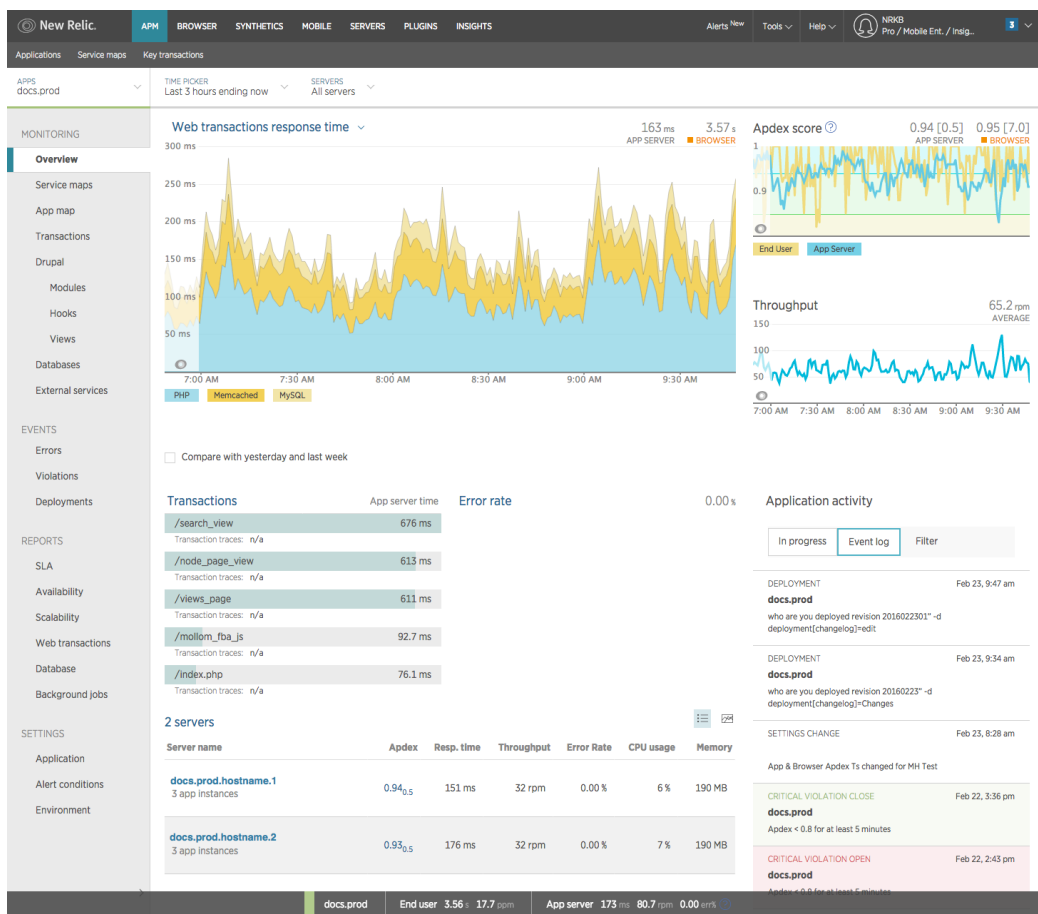 New Relic.
APM BROWSER SYNTHETICS MOBILE SERVERS PLUGINS INSIGHTS
Alerts New Tools Help
NRKB
Pro / Mobile Ent. / Insig...
3
Applications Service maps Key transactions
APPS
docs.prod
TIME PICKER
Last 3 hours ending now
SERVERS
All servers
MONITORING
Overview
Service maps
App map
Transactions
Drupal
Modules
Hooks
Views
Databases
External services
EVENTS
Errors
Violations
Deployments
REPORTS
SLA
Availability
Scalability
Web transactions
Database
Background jobs
SETTINGS
Application
Alert conditions
Environment
Web transactions response time
163 ms 3.57 s
APP SERVER BROWSER
300 ms
250 ms
200 ms
150 ms
100 ms
50 ms
7:00 AM 7:30 AM 8:00 AM 8:30 AM 9:00 AM 9:30 AM
PHP Memcached MySQL
Compare with yesterday and last week
Apdex score ? 0.94 [0.5] 0.95 [7.0]
APP SERVER BROWSER
1
0.9
End User App Server
Throughput 65.2 rpm
AVERAGE
150
100
50
7:00 AM 7:30 AM 8:00 AM 8:30 AM 9:00 AM 9:30 AM
Transactions App server time
/search_view 676 ms
Transaction traces: n/a
/node_page_view 613 ms
Transaction traces: n/a
/views_page 611 ms
Transaction traces: n/a
/mollom_fba_js 92.7 ms
Transaction traces: n/a
/index.php 76.1 ms
Transaction traces: n/a
Error rate 0.00 %
2 servers
Server name Apdex Resp. time Throughput Error Rate CPU usage Memory
docs.prod.hostname.1 0.94 0.5 151 ms 32 rpm 0.00 % 6 % 190 MB
3 app instances
docs.prod.hostname.2 0.93 0.5 176 ms 32 rpm 0.00 % 7 % 190 MB
3 app instances
Application activity
In progress Event log Filter
DEPLOYMENT Feb 23, 9:47 am
docs.prod
who are you deployed revision 2016022301" -d
deployment[changelog]=edit
DEPLOYMENT Feb 23, 9:34 am
docs.prod
who are you deployed revision 20160223" -d
deployment[changelog]=Changes
SETTINGS CHANGE Feb 23, 8:28 am
App & Browser Apdex Ts changed for MH Test
CRITICAL VIOLATION CLOSE Feb 22, 3:36 pm
docs.prod
Apdex < 0.8 for at least 5 minutes
CRITICAL VIOLATION OPEN Feb 22, 2:43 pm
docs.prod
Apdex < 0.8 for at least 5 minutes
docs.prod End user 3.56 s 17.7 ppm App server 173 ms 80.7 rpm 0.00 err%